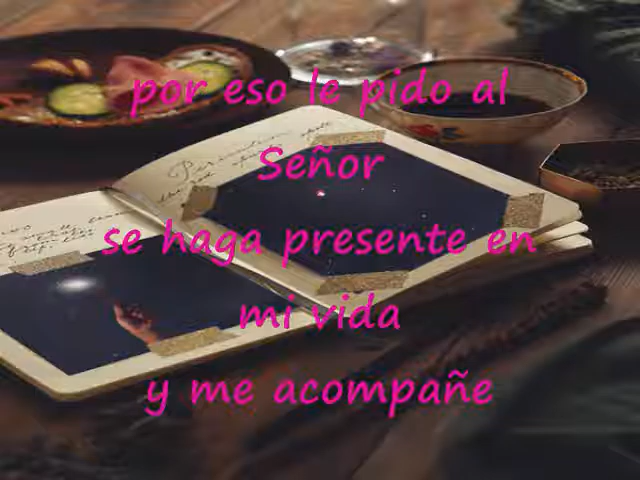 por eso le pido al
Señor
se haga presente en
mi vida
y me acompañe